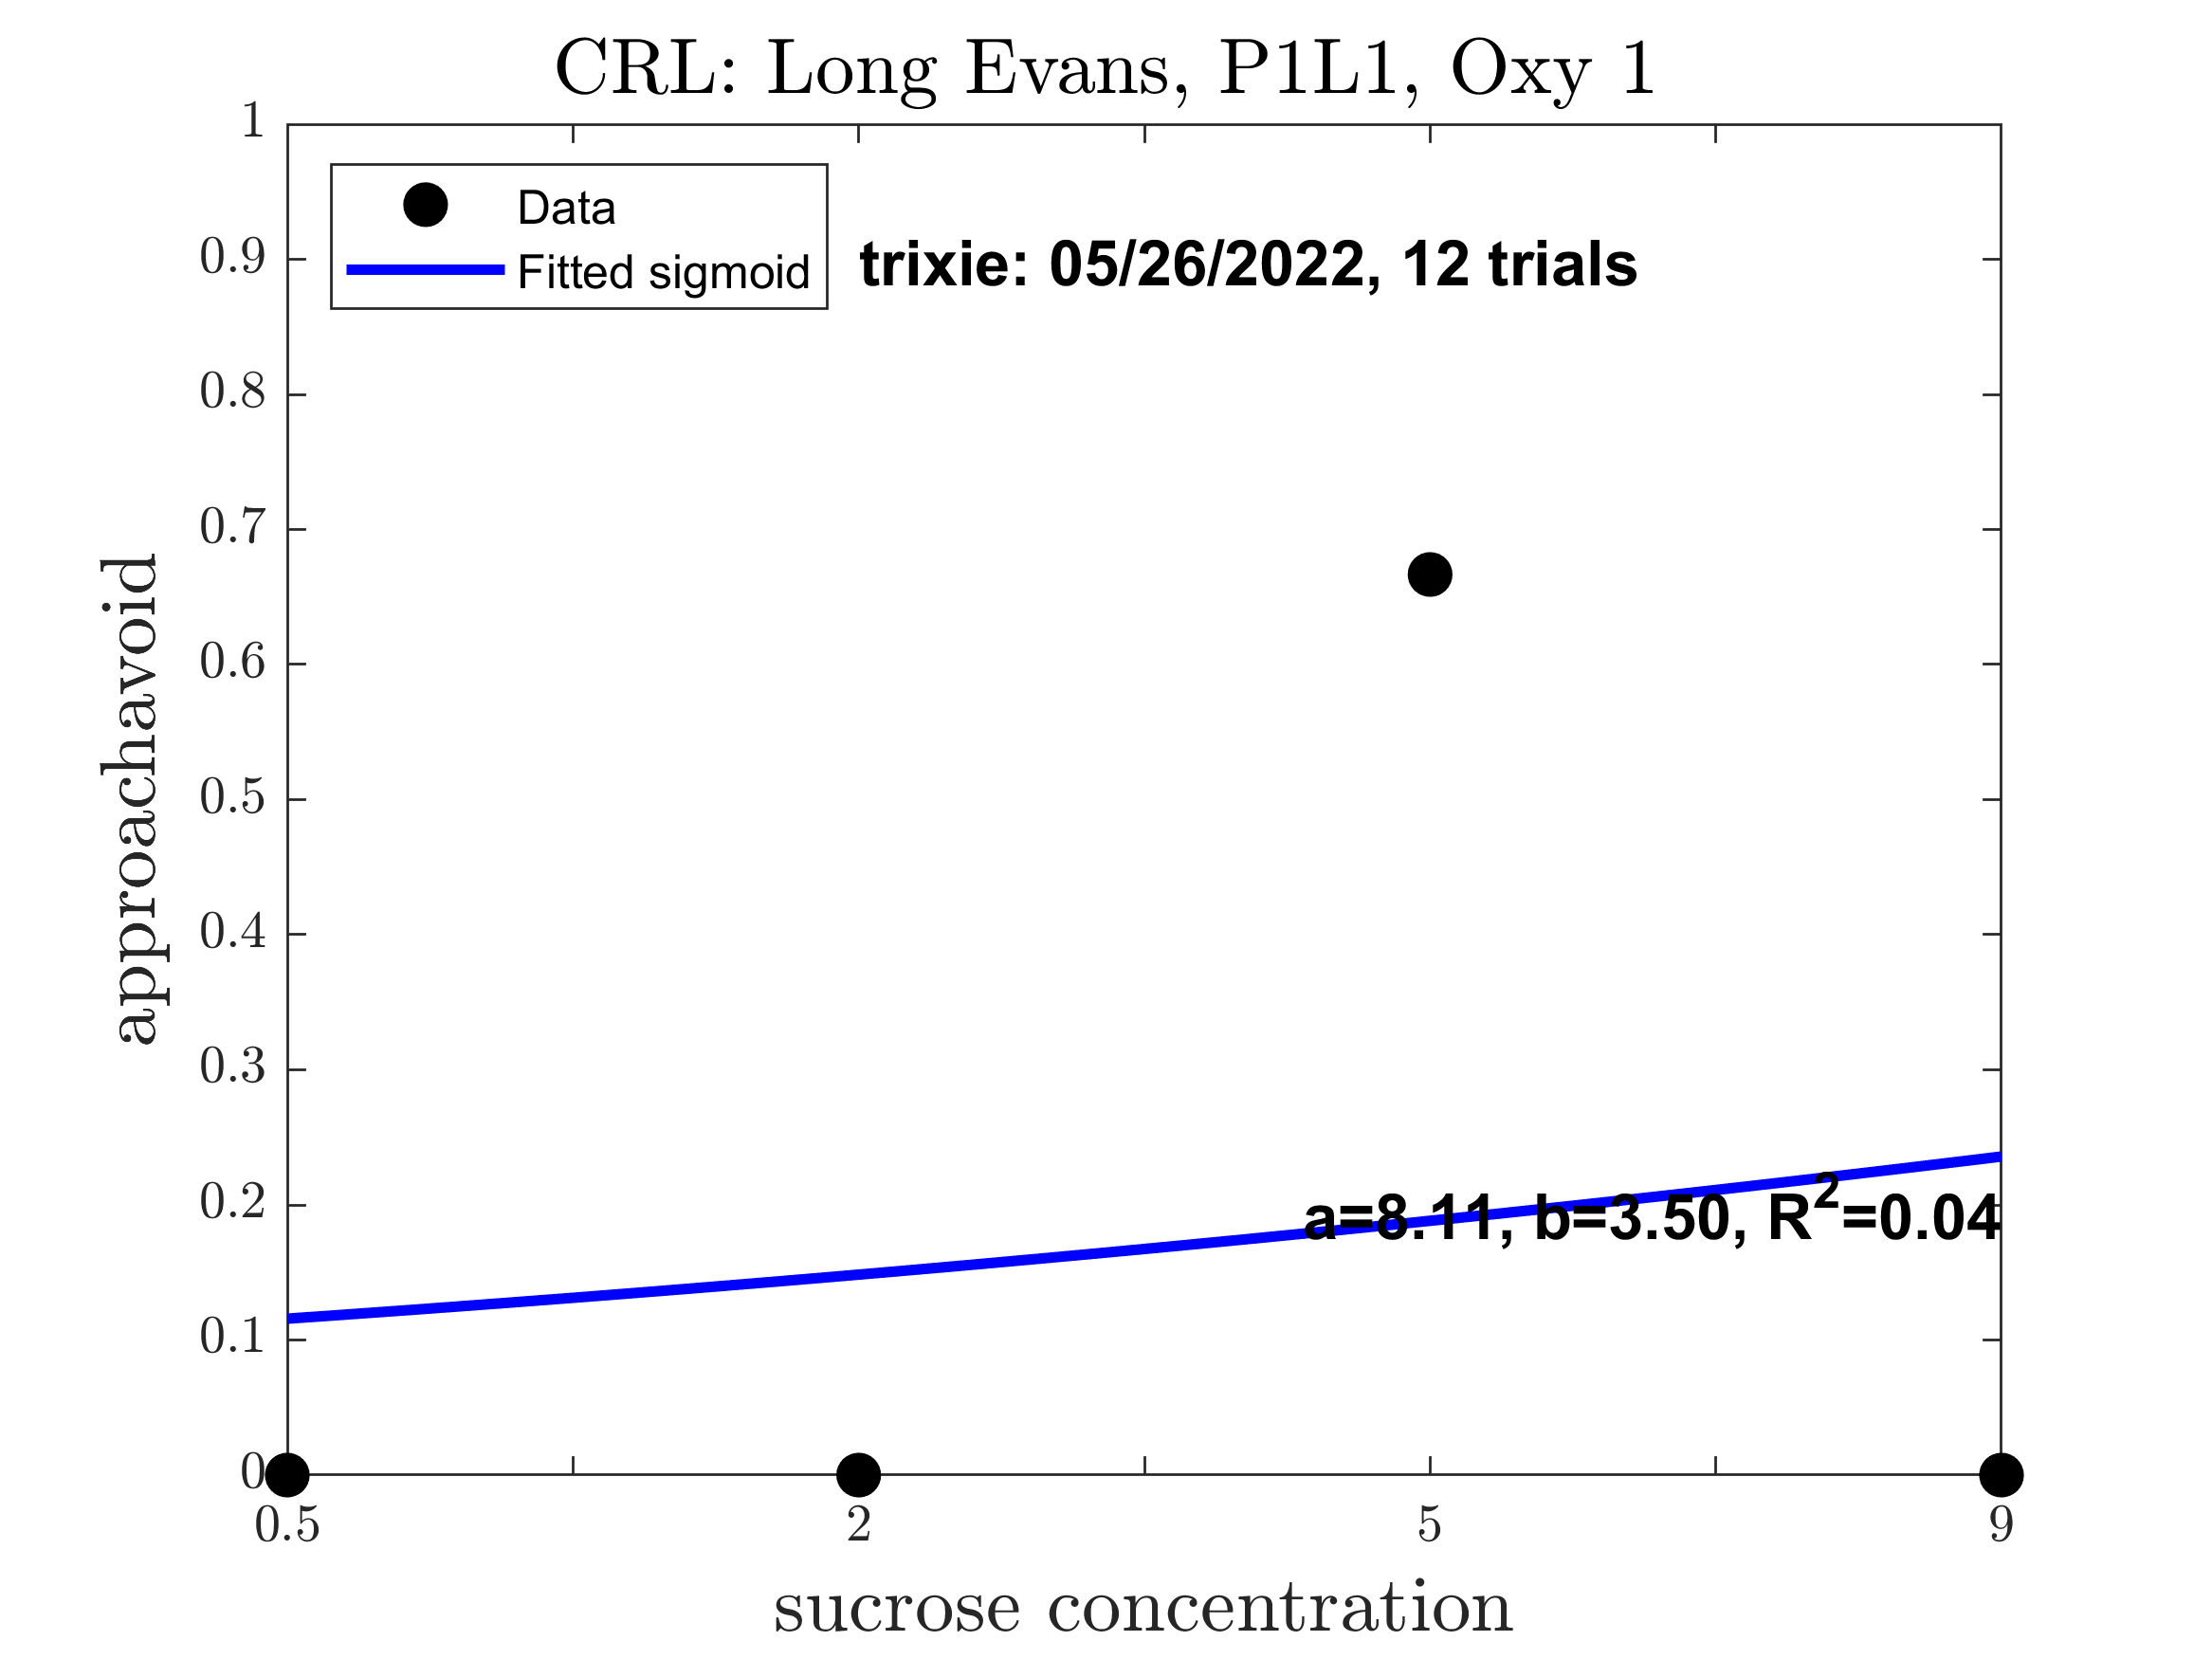 CRL: Long Evans, P1L1, Oxy 1
1
0.9
0.8
0.7
0.6
0.5
0.4
0.3
0.2
0.1
0
approachavoid
Data
Fitted sigmoid
trixie: 05/26/2022, 12 trials
a=8.11, b=3.50, R²=0.04
0.5 2 5 9
sucrose concentration